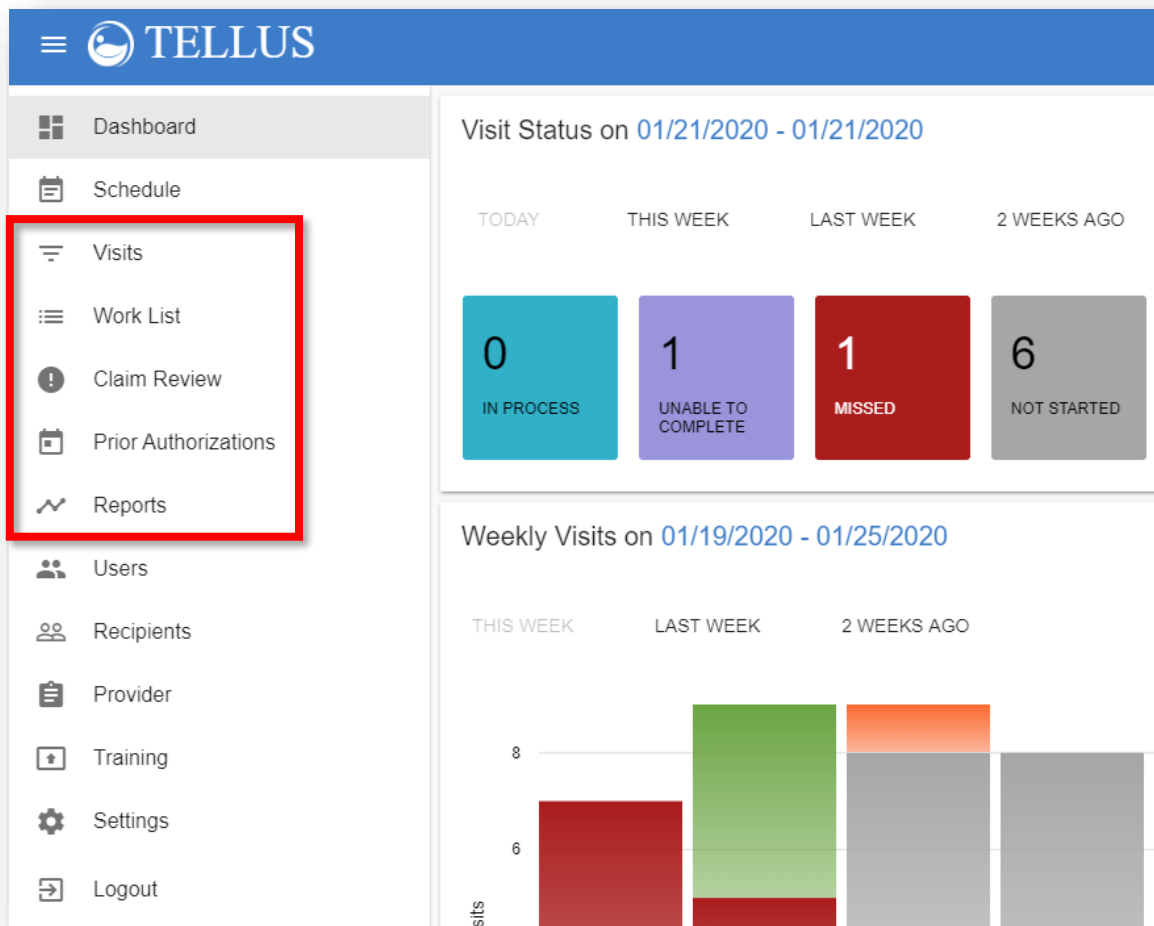 TELLUS
Dashboard
Schedule
Visits
Work List
Claim Review
Prior Authorizations
Reports
Users
Recipients
Provider
Training
Settings
Logout
Visit Status on 01/21/2020 - 01/21/2020
TODAY THIS WEEK LAST WEEK 2 WEEKS AGO
0
IN PROCESS
1
UNABLE TO
COMPLETE
1
MISSED
6
NOT STARTED
Weekly Visits on 01/19/2020 - 01/25/2020
THIS WEEK LAST WEEK 2 WEEKS AGO
8
6